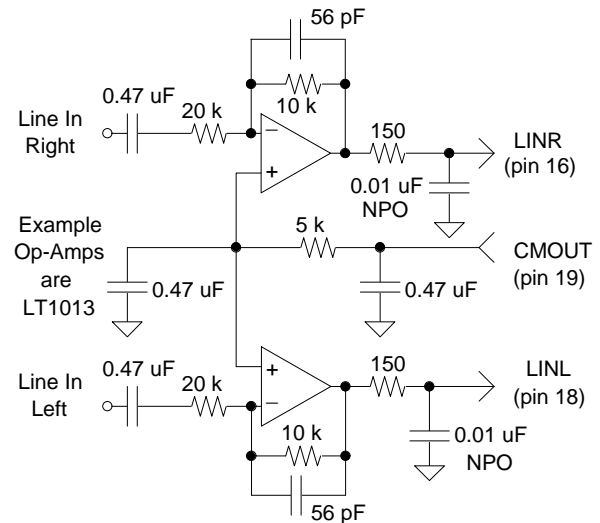 56 pF
0.47 uF
20 k
10 k
Line In
Right
−
+
150
LINR
(pin 16)
0.01 uF
NPO
Example
Op-Amps
are
LT1013
5 k
CMOUT
(pin 19)
0.47 uF
0.47 uF
0.47 uF
20 k
Line In
Left
+
−
150
LINL
(pin 18)
10 k
0.01 uF
NPO
56 pF